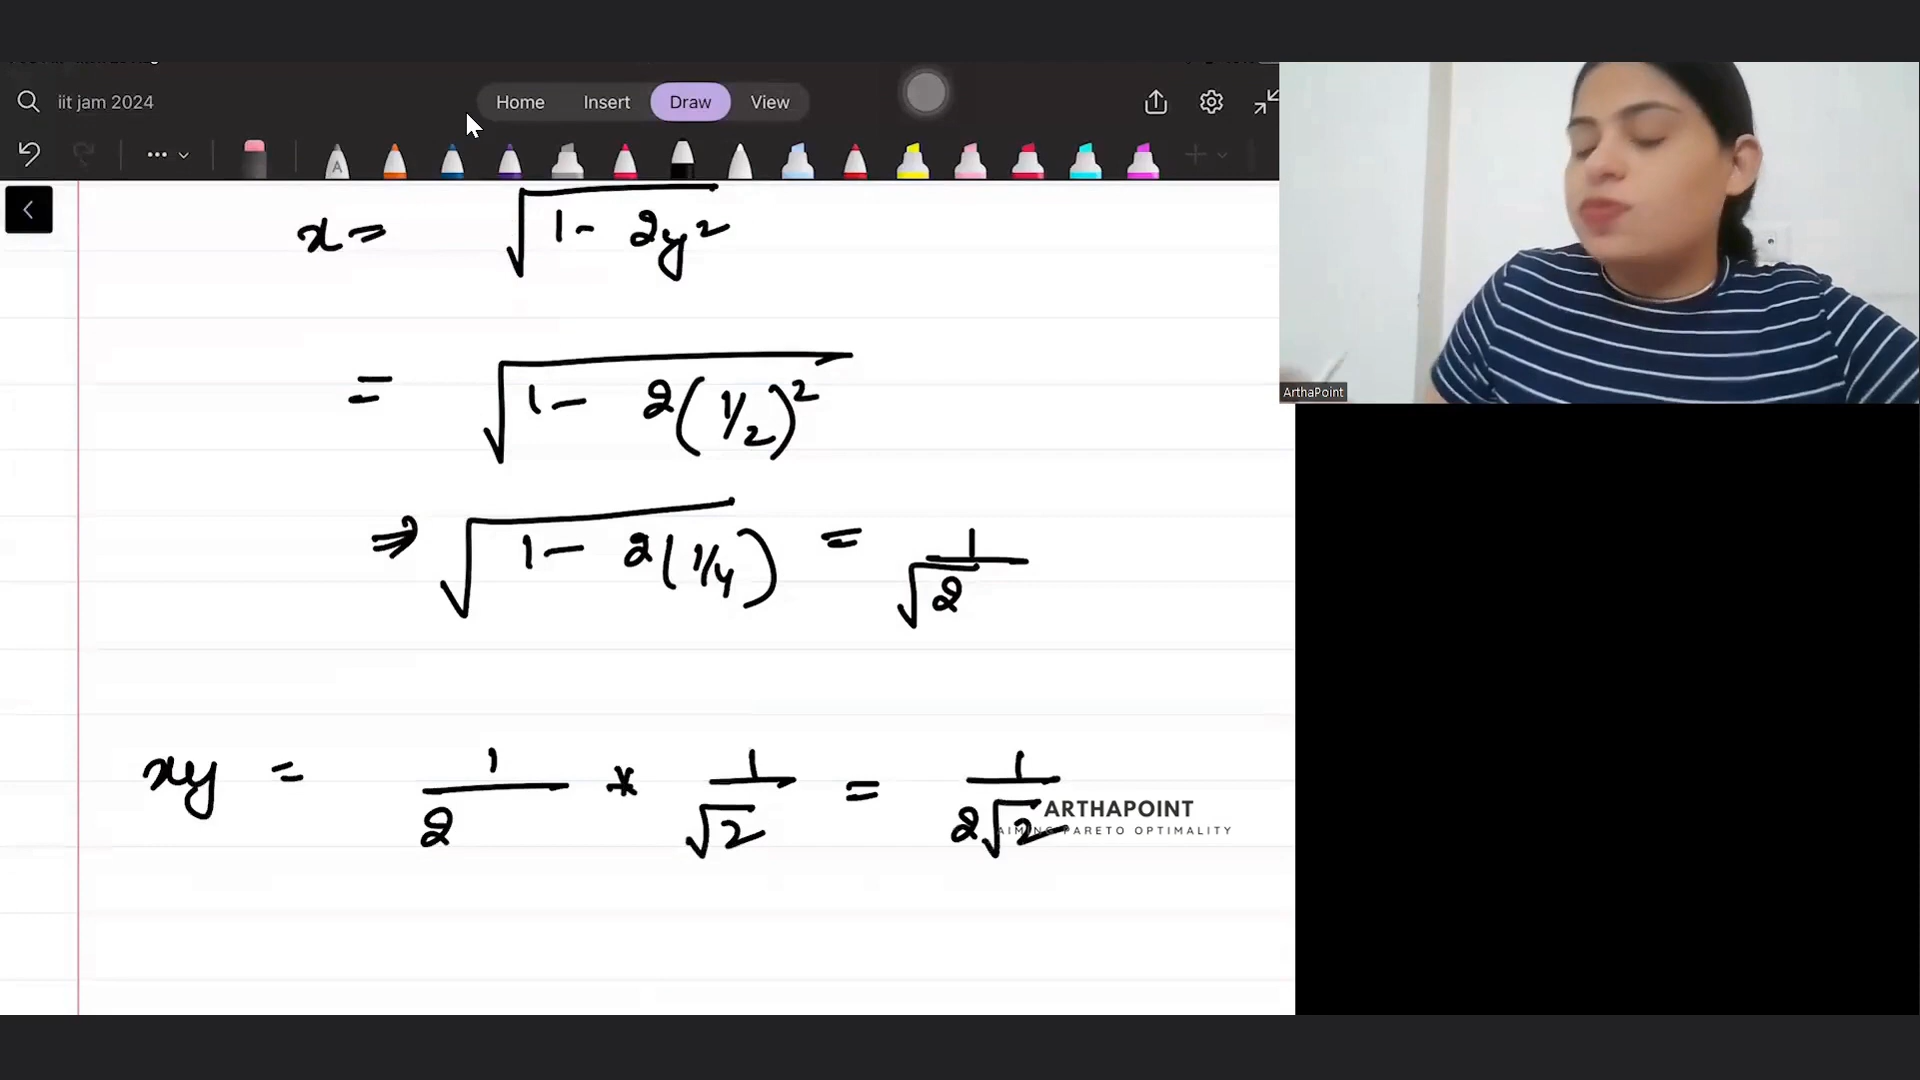 iit jam 2024
Home Insert Draw View
A
x = √(1 - 2y²)
= √(1 - 2(1/2)²)
⇒ √(1 - 2(1/4)) = 1/√2
xy = 1/2 * 1/√2 = 1/2√2
ARTHAPOINT
AIMING PARETO OPTIMALITY
ArthaPoint